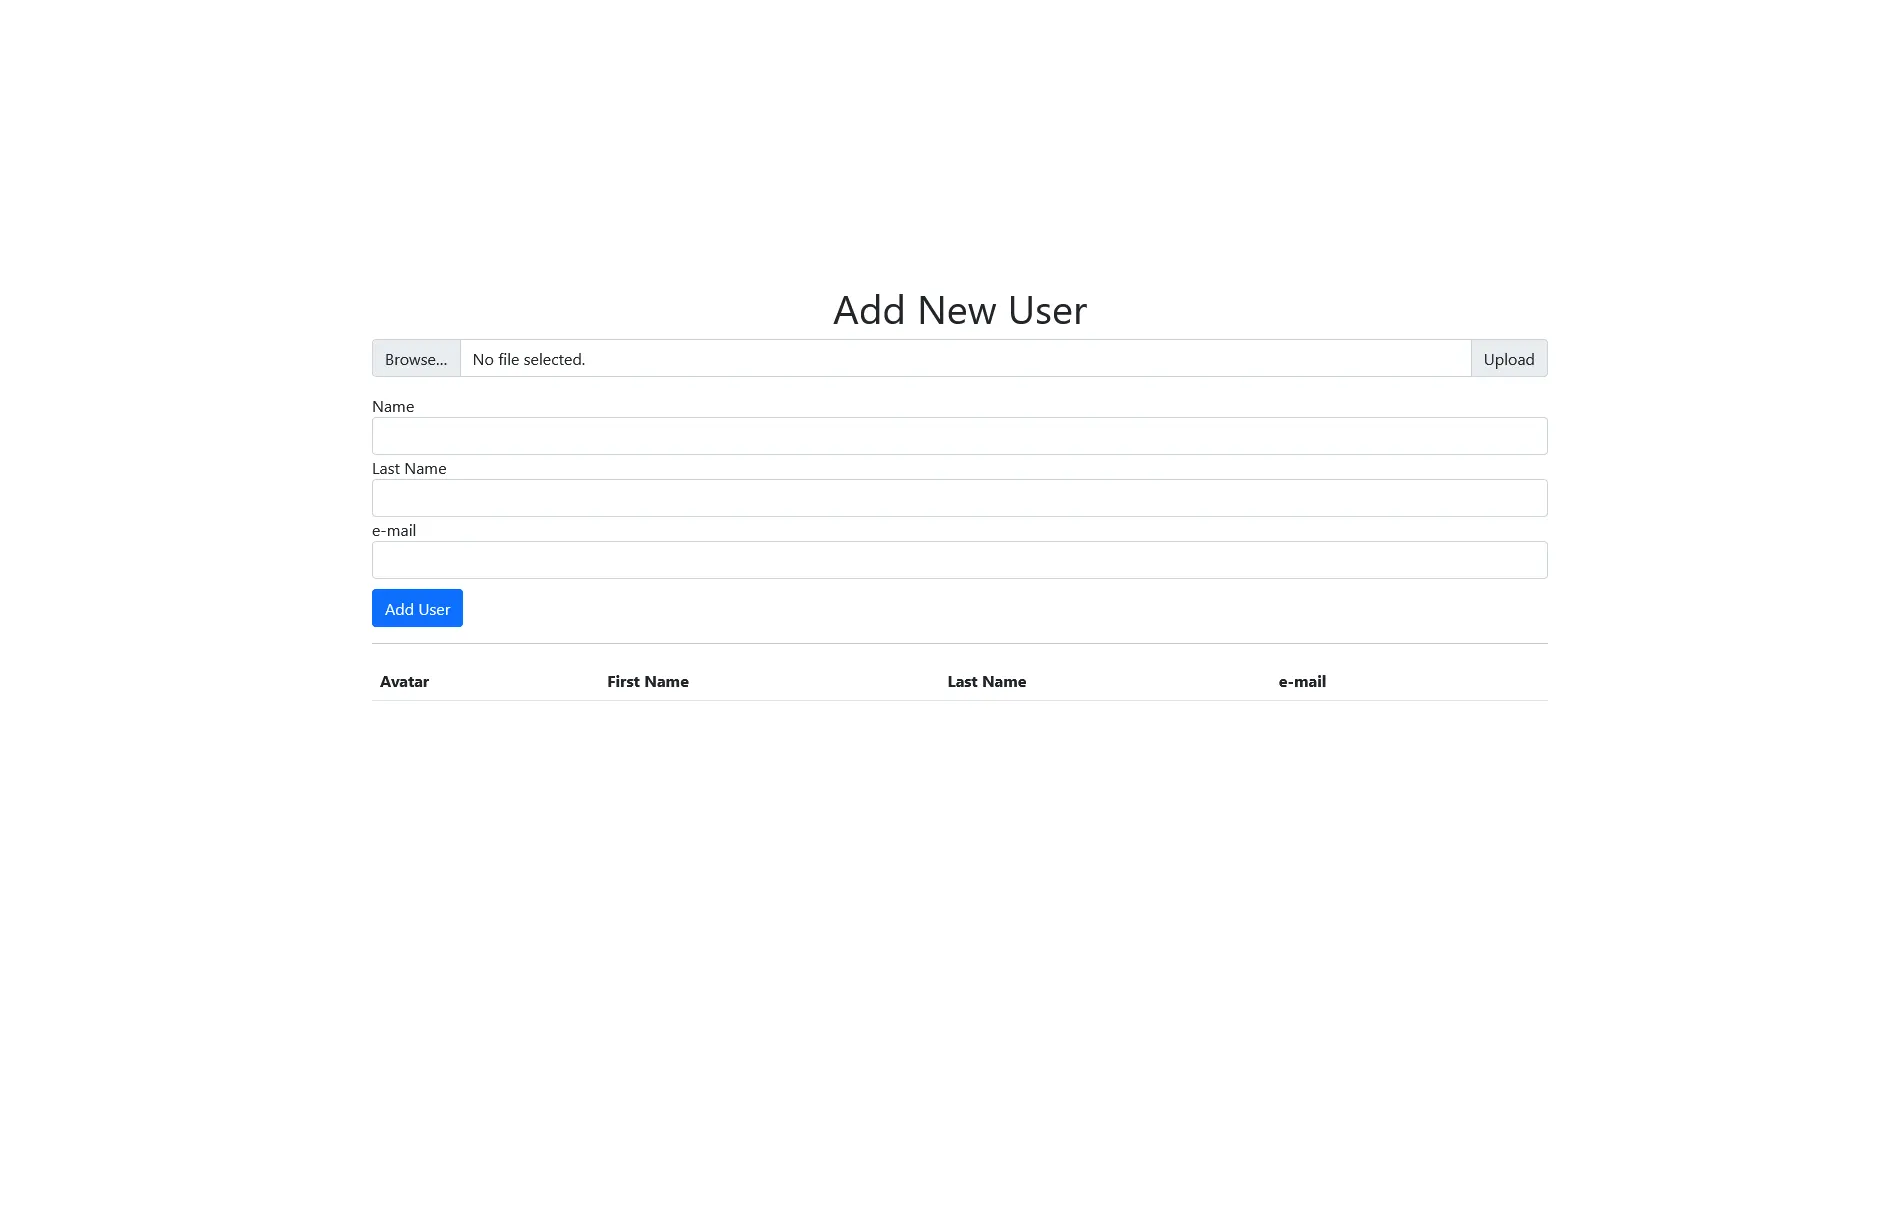 Add New User
Browse... No file selected. Upload
Name
Last Name
e-mail
Add User
Avatar First Name Last Name e-mail